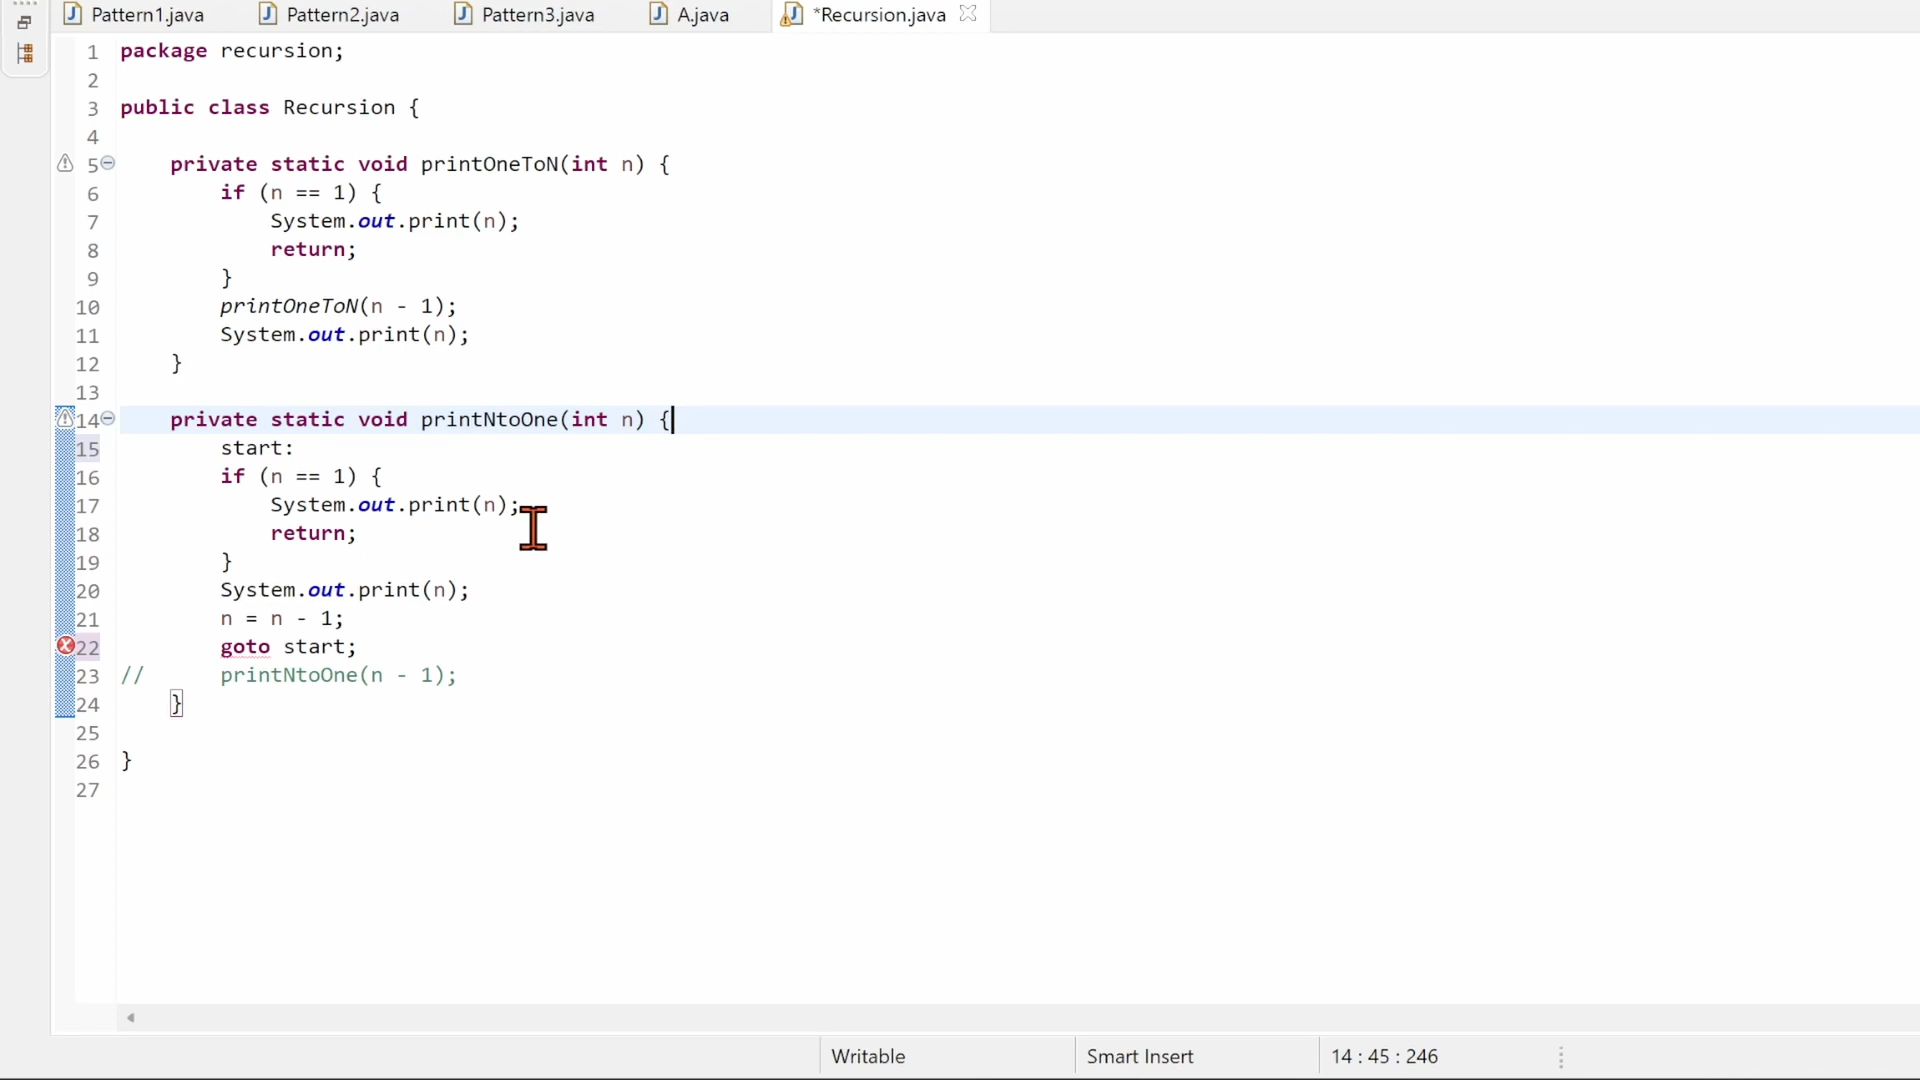 Pattern1.java Pattern2.java Pattern3.java A.java *Recursion.java
1 package recursion;
2
3 public class Recursion {
4
5 private static void printOneToN(int n) {
6 if (n == 1) {
7 System.out.print(n);
8 return;
9 }
10 printOneToN(n - 1);
11 System.out.print(n);
12 }
13
14 private static void printNtoOne(int n) {
15 start:
16 if (n == 1) {
17 System.out.print(n);
18 return;
19 }
20 System.out.print(n);
21 n = n - 1;
22 goto start;
23 // printNtoOne(n - 1);
24 }
25
26 }
27
Writable Smart Insert 14 : 45 : 246